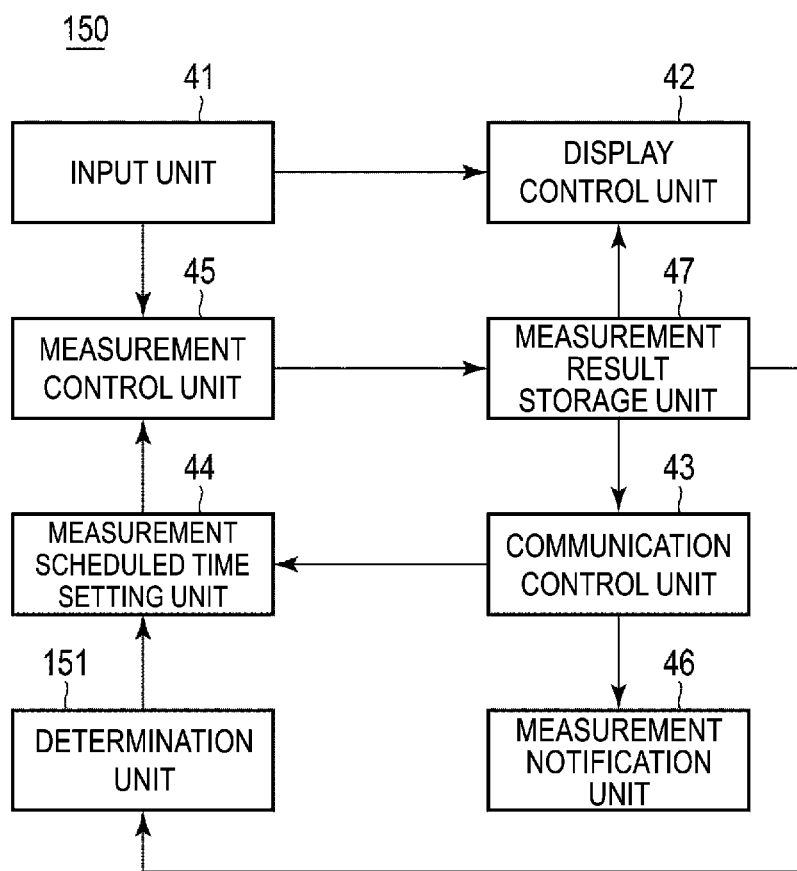 150
41
INPUT UNIT
42
DISPLAY
CONTROL UNIT
45
MEASUREMENT
CONTROL UNIT
47
MEASUREMENT
RESULT
STORAGE UNIT
44
MEASUREMENT
SCHEDULED TIME
SETTING UNIT
43
COMMUNICATION
CONTROL UNIT
151
DETERMINATION
UNIT
46
MEASUREMENT
NOTIFICATION
UNIT